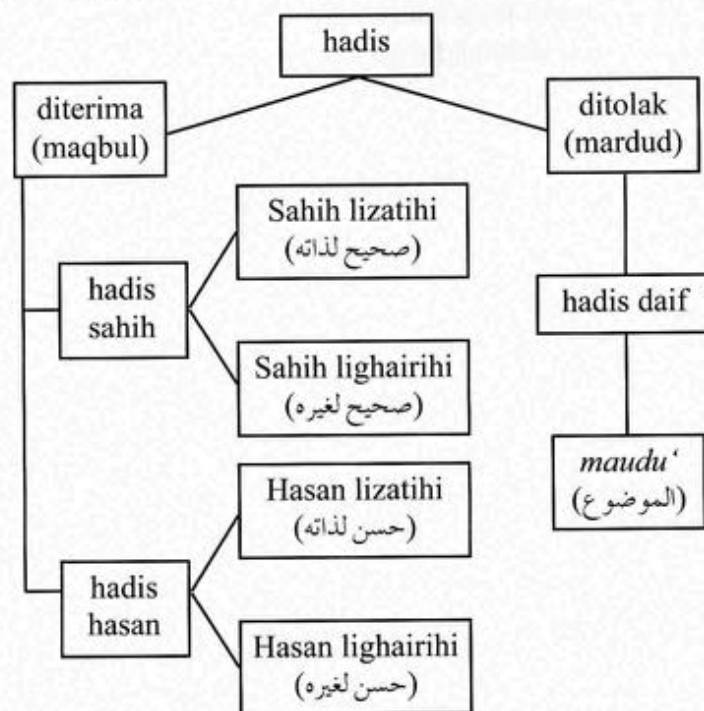 hadis
diterima
(maqbul)
ditolak
(mardud)
Sahih lizatihi
(صحيح لذاته)
hadis
sahih
hadis daif
Sahih lighairihi
(صحيح لغيره)
maudu‘
(الموضوع)
Hasan lizatihi
(حسن لذاته)
hadis
hasan
Hasan lighairihi
(حسن لغيره)